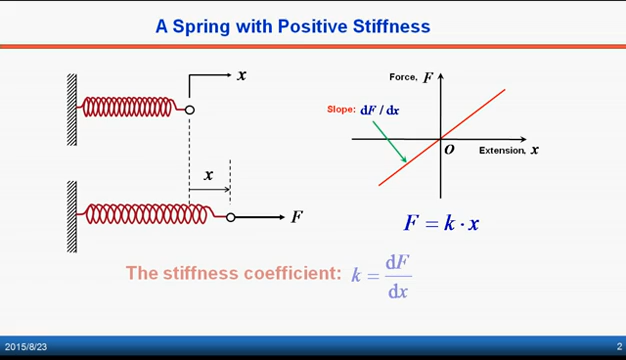 A Spring with Positive Stiffness
x
Force, F
Slope: dF / dx
O
Extension, x
x
F
F = k · x
The stiffness coefficient: k = dF/dx
2015/8/23
2